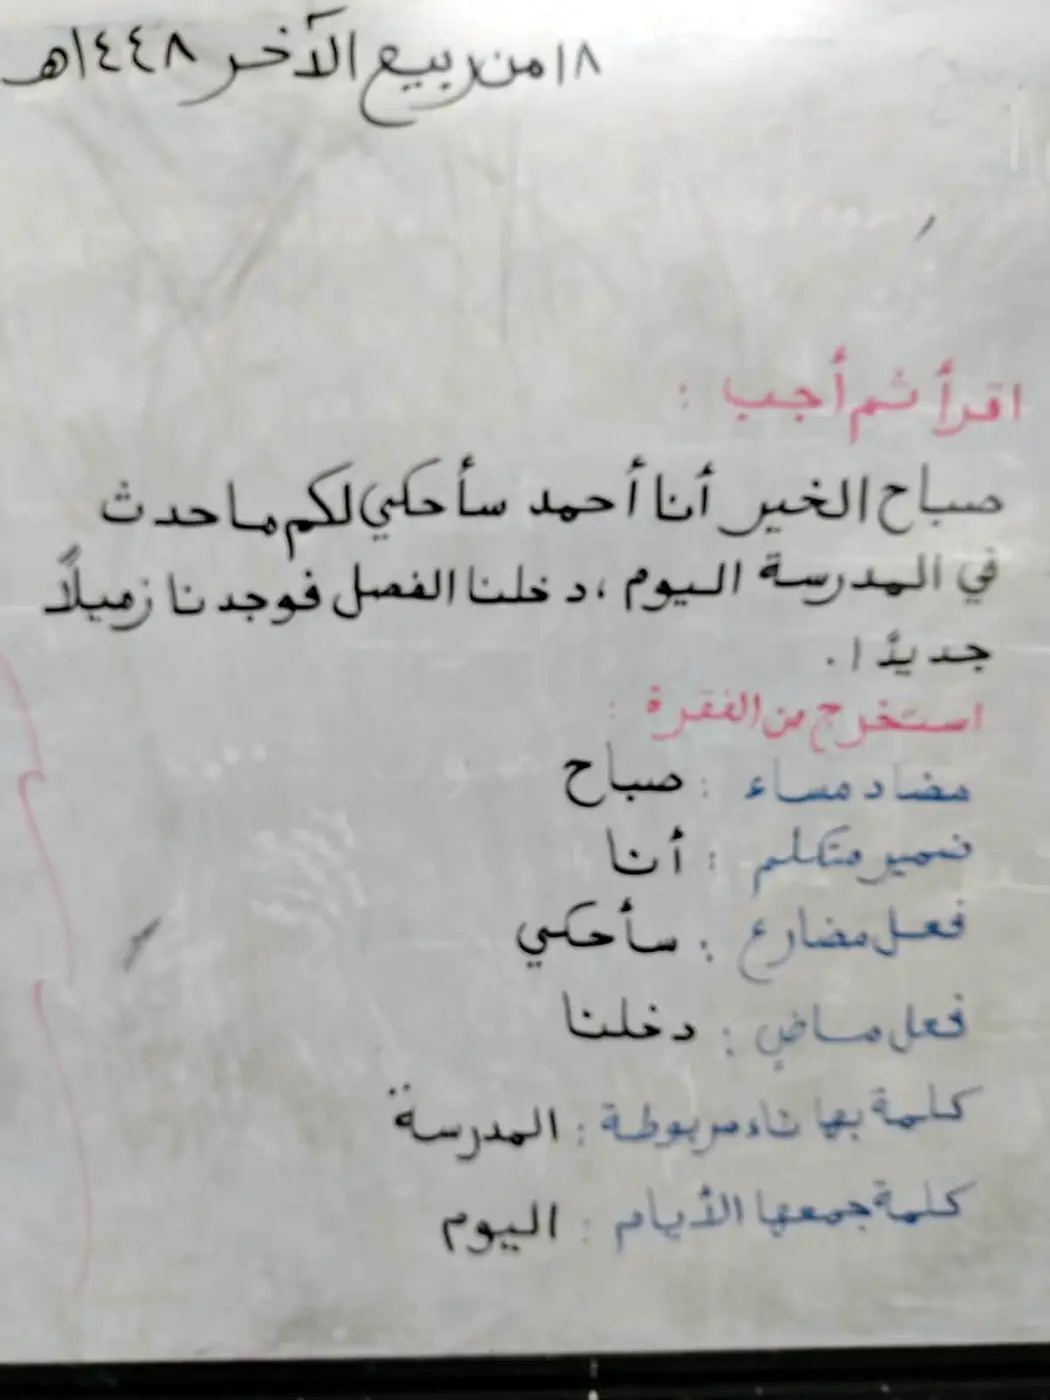 ١٨ من ربيع الآخر ١٤٤٨هـ
اقرأ ثم أجب :
صباح الخير أنا أحمد سأحكي لكم ما حدث
في المدرسة اليوم ، دخلنا الفصل فوجدنا زميلاً
جديدًا .
استخرج من الفقرة :
مضاد مساء : صباح
ضمير متكلم : أنا
فعل مضارع : سأحكي
فعل ماضي : دخلنا
كلمة بها تاء مربوطة : المدرسة
كلمة جمعها الأيام : اليوم